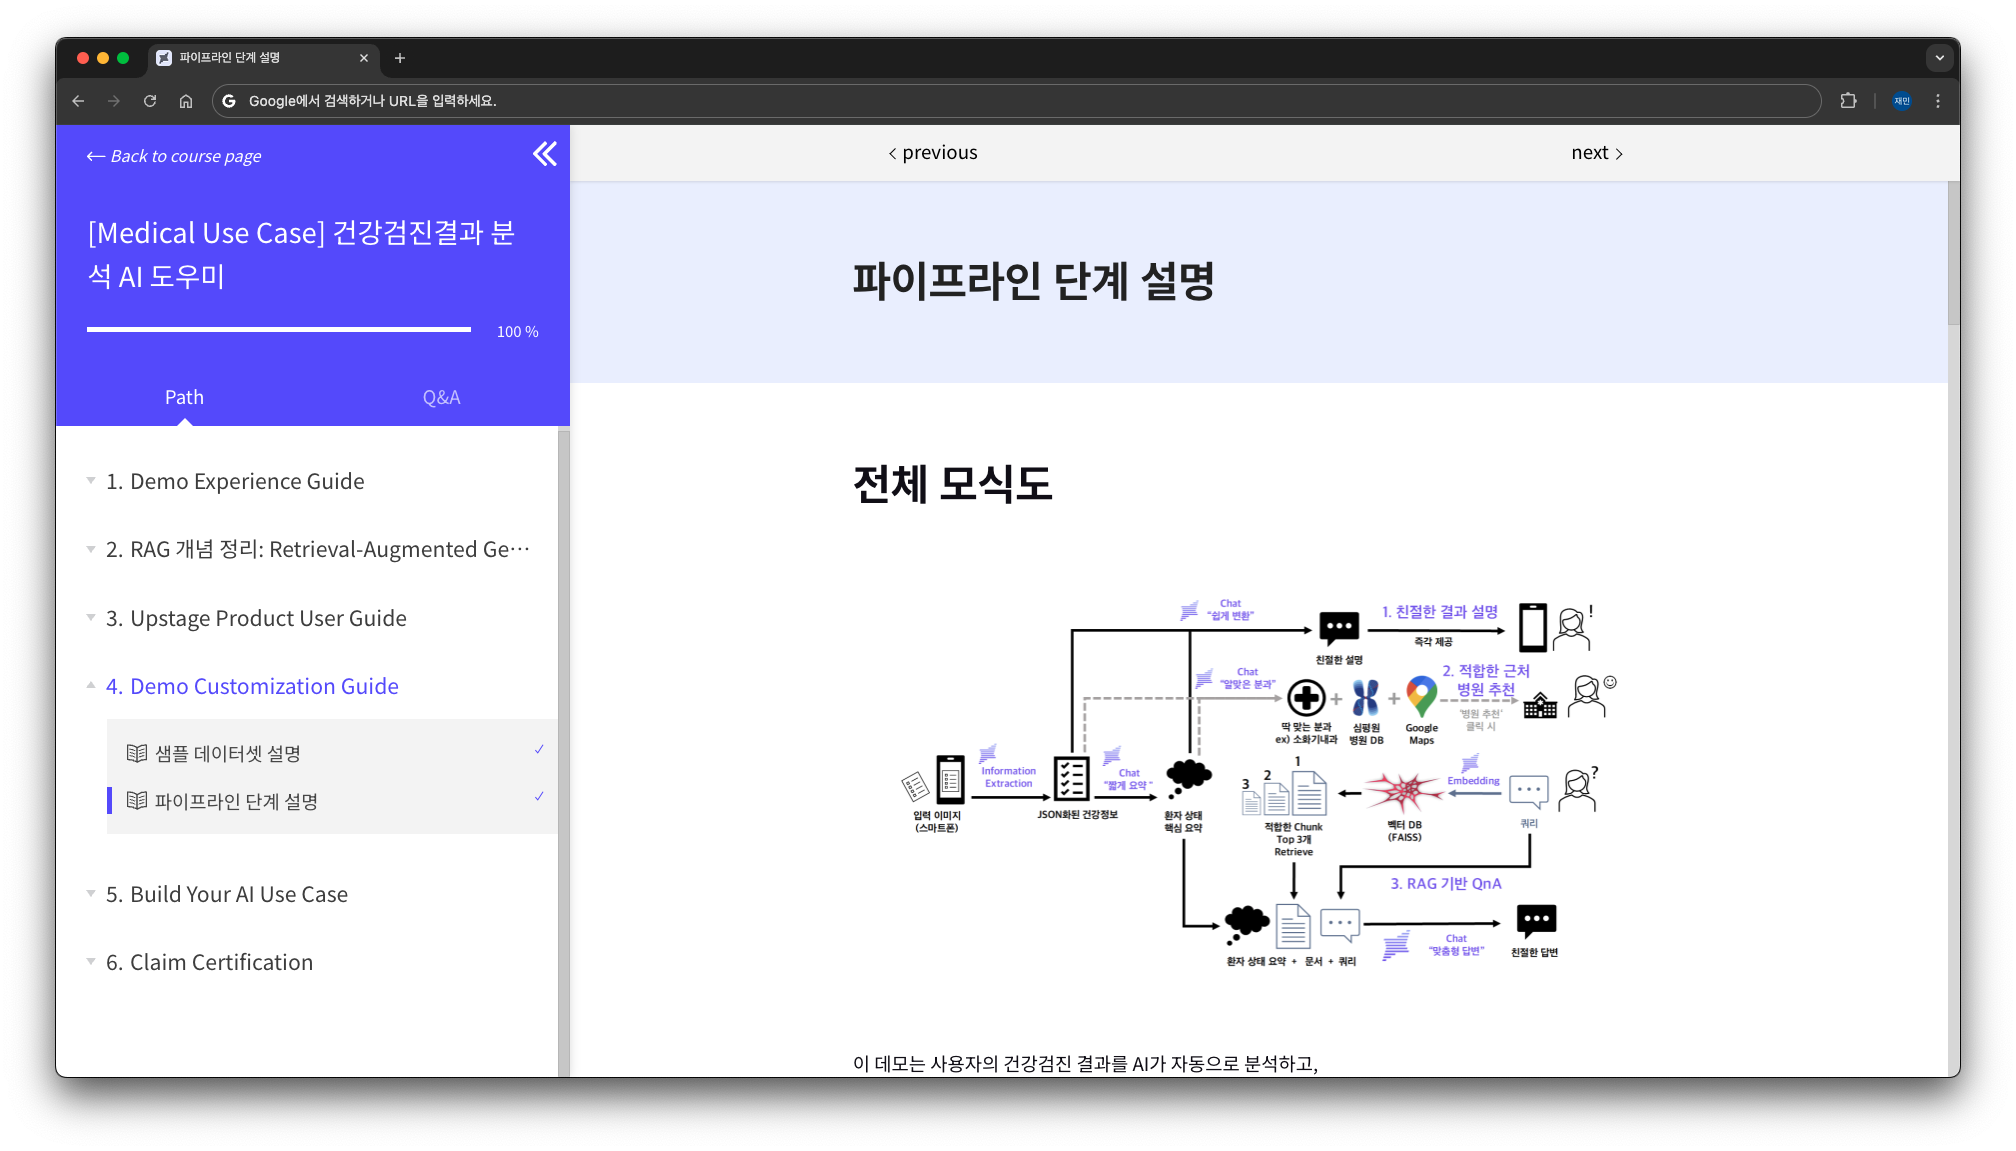 파이프라인 단계 설명
Google에서 검색하거나 URL을 입력하세요.
재민
← Back to course page
[Medical Use Case] 건강검진결과 분
석 AI 도우미
100 %
Path
Q&A
1. Demo Experience Guide
2. RAG 개념 정리: Retrieval-Augmented Ge…
3. Upstage Product User Guide
4. Demo Customization Guide
샘플 데이터셋 설명
파이프라인 단계 설명
5. Build Your AI Use Case
6. Claim Certification
< previous
next >
파이프라인 단계 설명
전체 모식도
Chat
"쉽게 변환"
친절한 설명
1. 친절한 결과 설명
즉각 제공
!
Chat
"알맞은 분과"
딱 맞는 분과
ex) 소화기내과
+
심평원
병원 DB
+
Google
Maps
2. 적합한 근처
병원 추천
'병원 추천'
클릭 시
입력 이미지
(스마트폰)
Information
Extraction
JSON화된 건강정보
Chat
"짧게 요약"
환자 상태
핵심 요약
3
2
1
적합한 Chunk
Top 3개
Retrieve
벡터 DB
(FAISS)
Embedding
쿼리
?
3. RAG 기반 QnA
환자 상태 요약 + 문서 + 쿼리
Chat
"맞춤형 답변"
친절한 답변
이 데모는 사용자의 건강검진 결과를 AI가 자동으로 분석하고,